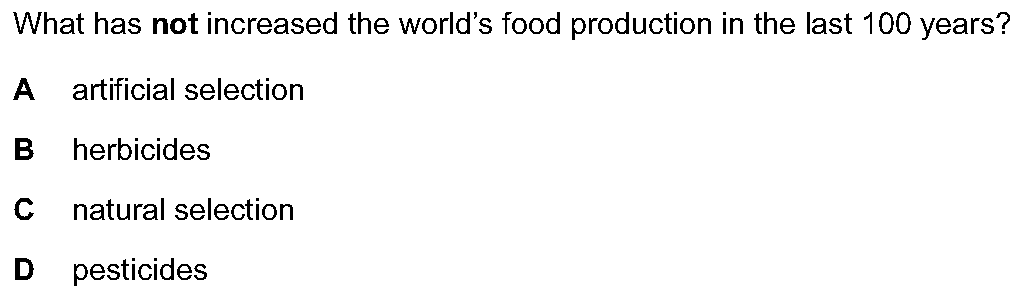 What has not increased the world's food production in the last 100 years?
A artificial selection
B herbicides
C natural selection
D pesticides